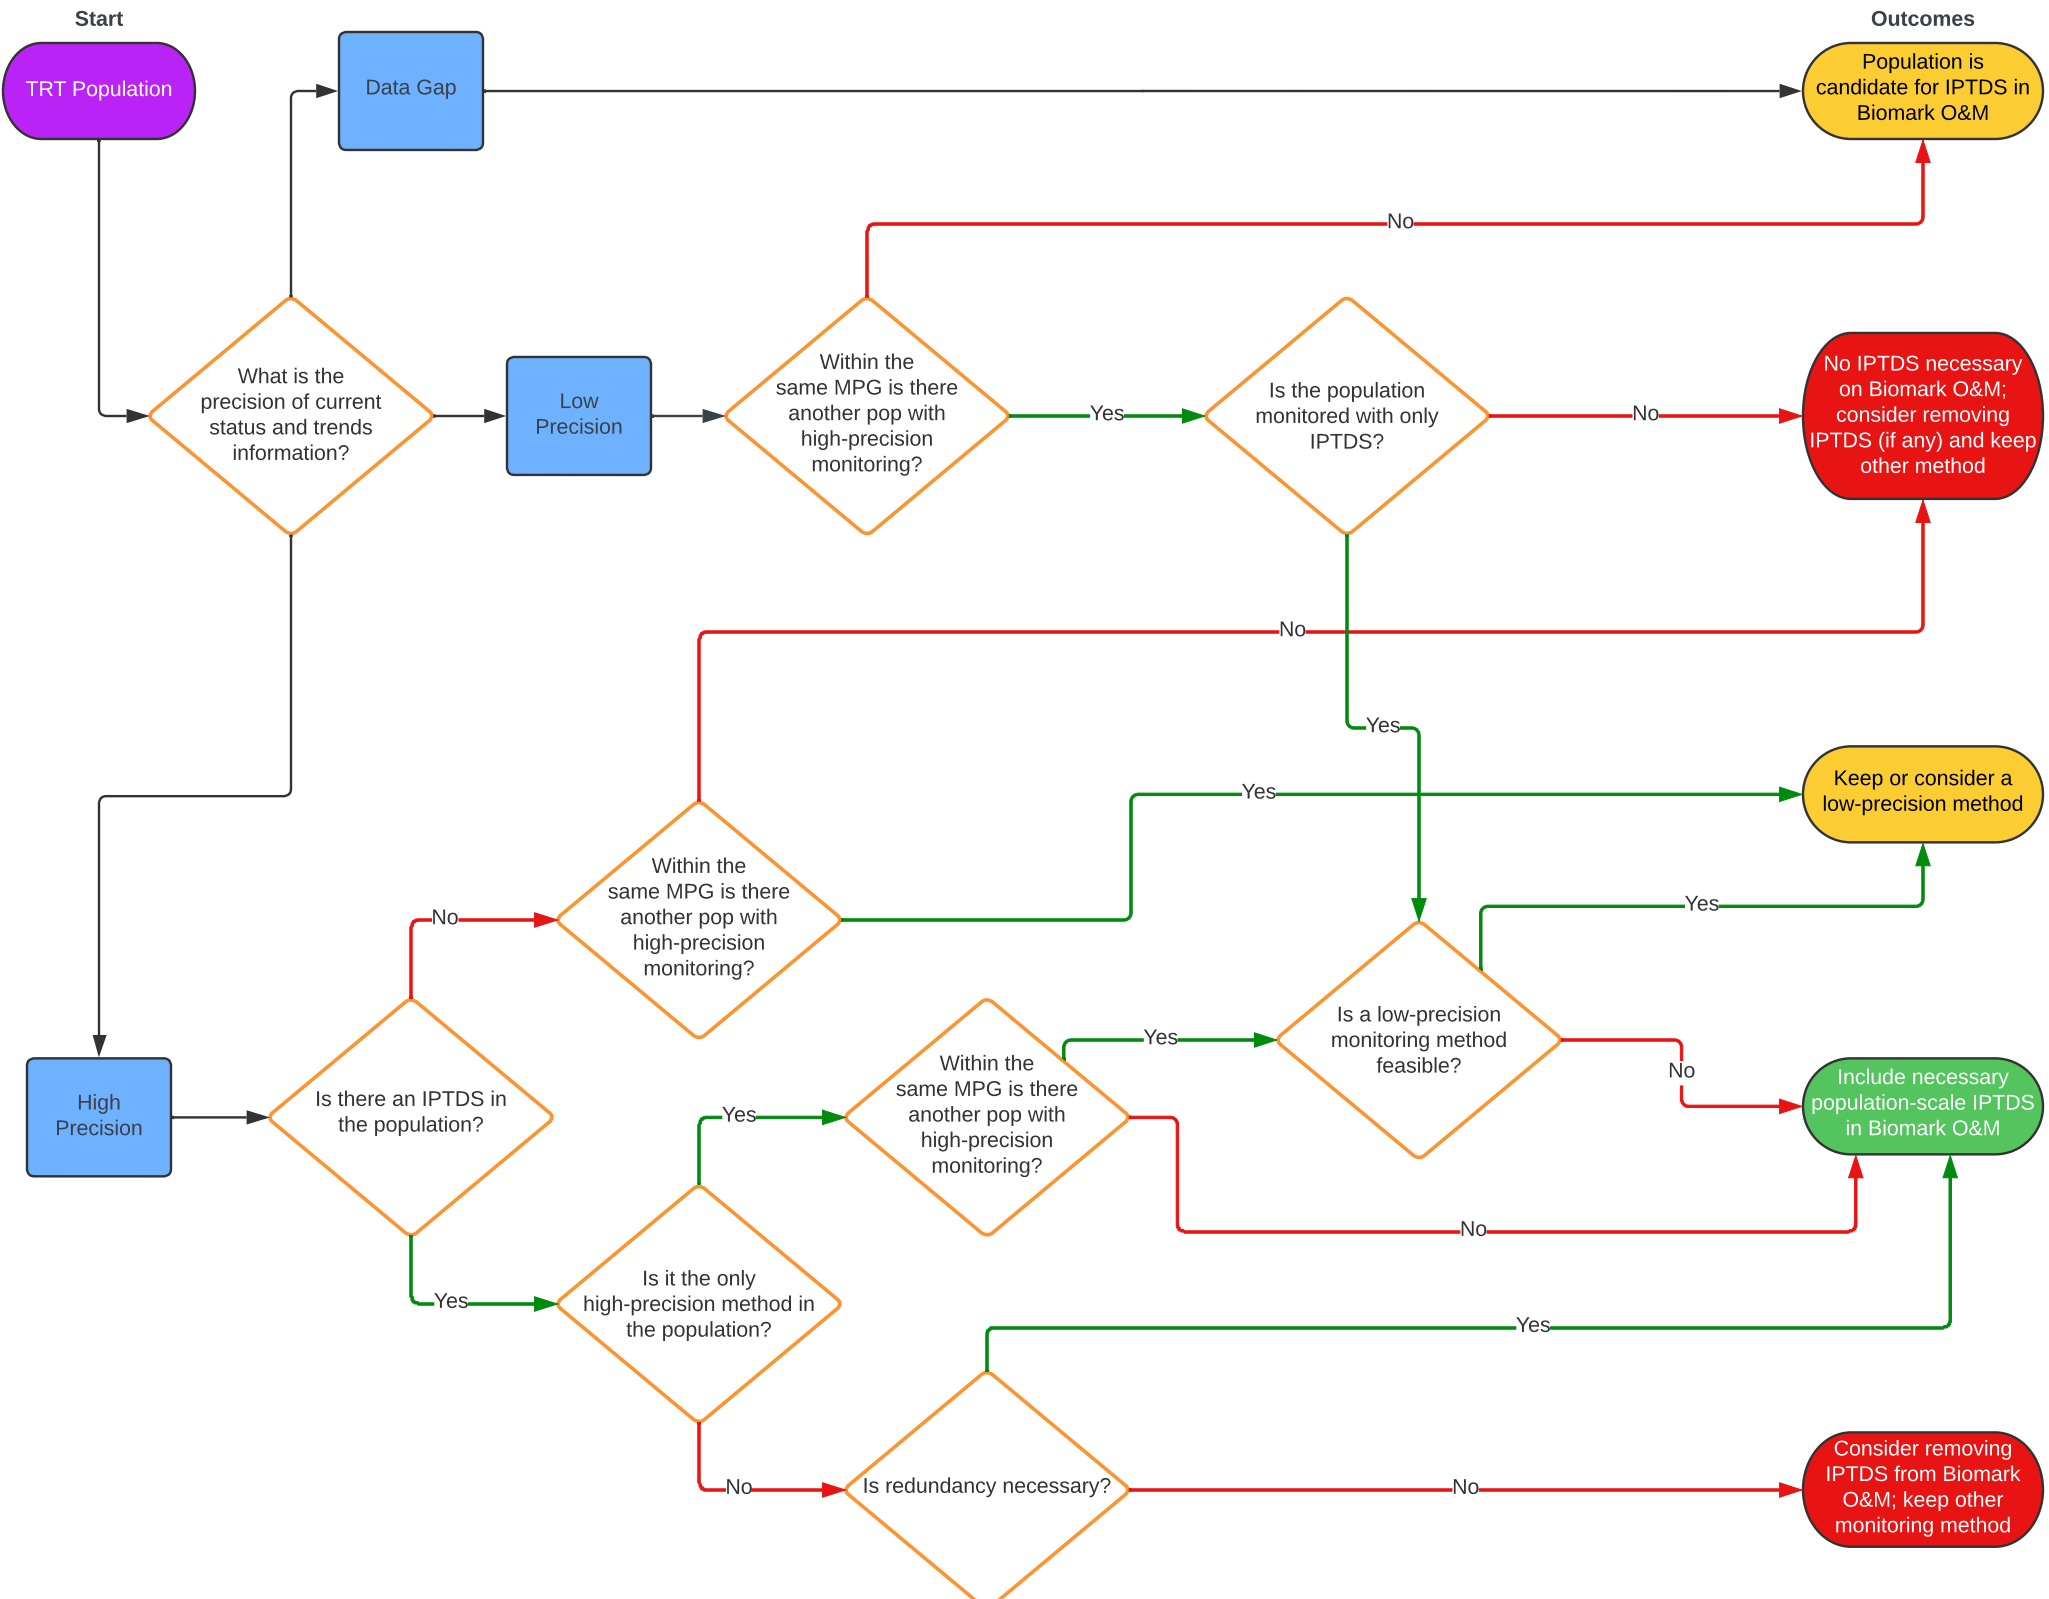 Start
Outcomes
TRT Population
Data Gap
Population is
candidate for IPTDS in
Biomark O&M
No
What is the
precision of current
status and trends
information?
Low
Precision
Within the
same MPG is there
another pop with
high-precision
monitoring?
Yes
Is the population
monitored with only
IPTDS?
No
No IPTDS necessary
on Biomark O&M;
consider removing
IPTDS (if any) and keep
other method
No
Yes
Yes
Keep or consider a
low-precision method
Within the
same MPG is there
another pop with
high-precision
monitoring?
No
Yes
High
Precision
Is there an IPTDS in
the population?
Yes
Within the
same MPG is there
another pop with
high-precision
monitoring?
Yes
Is a low-precision
monitoring method
feasible?
No
Include necessary
population-scale IPTDS
in Biomark O&M
No
Yes
Is it the only
high-precision method in
the population?
Yes
No
Is redundancy necessary?
No
Consider removing
IPTDS from Biomark
O&M; keep other
monitoring method